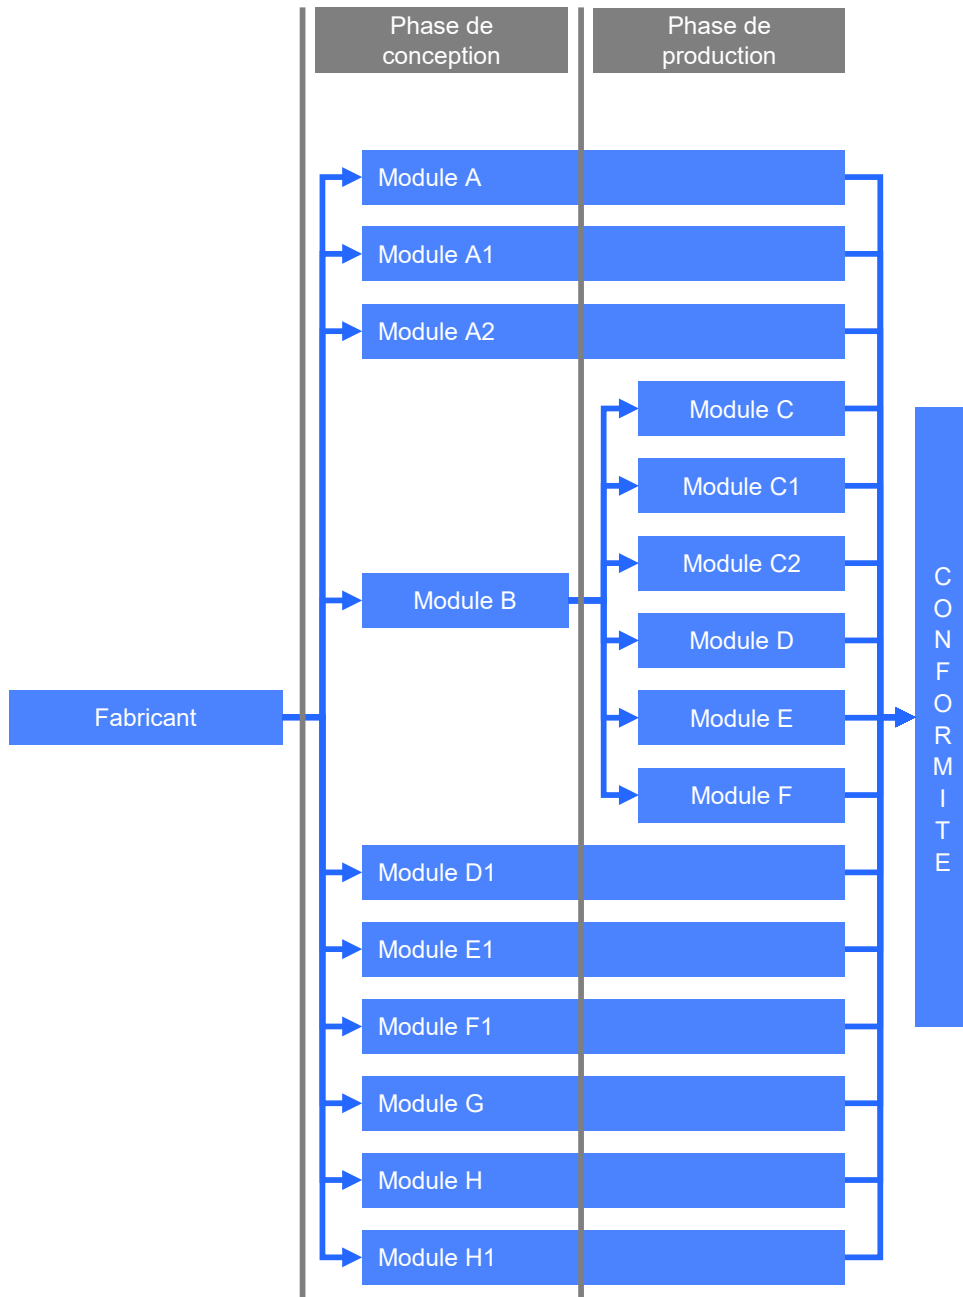 Phase de
conception
Phase de
production
Module A
Module A1
Module A2
Module C
Module C1
Module C2
Module B
Module D
Fabricant
Module E
Module F
Module D1
Module E1
Module F1
Module G
Module H
Module H1
C
O
N
F
O
R
M
I
T
E